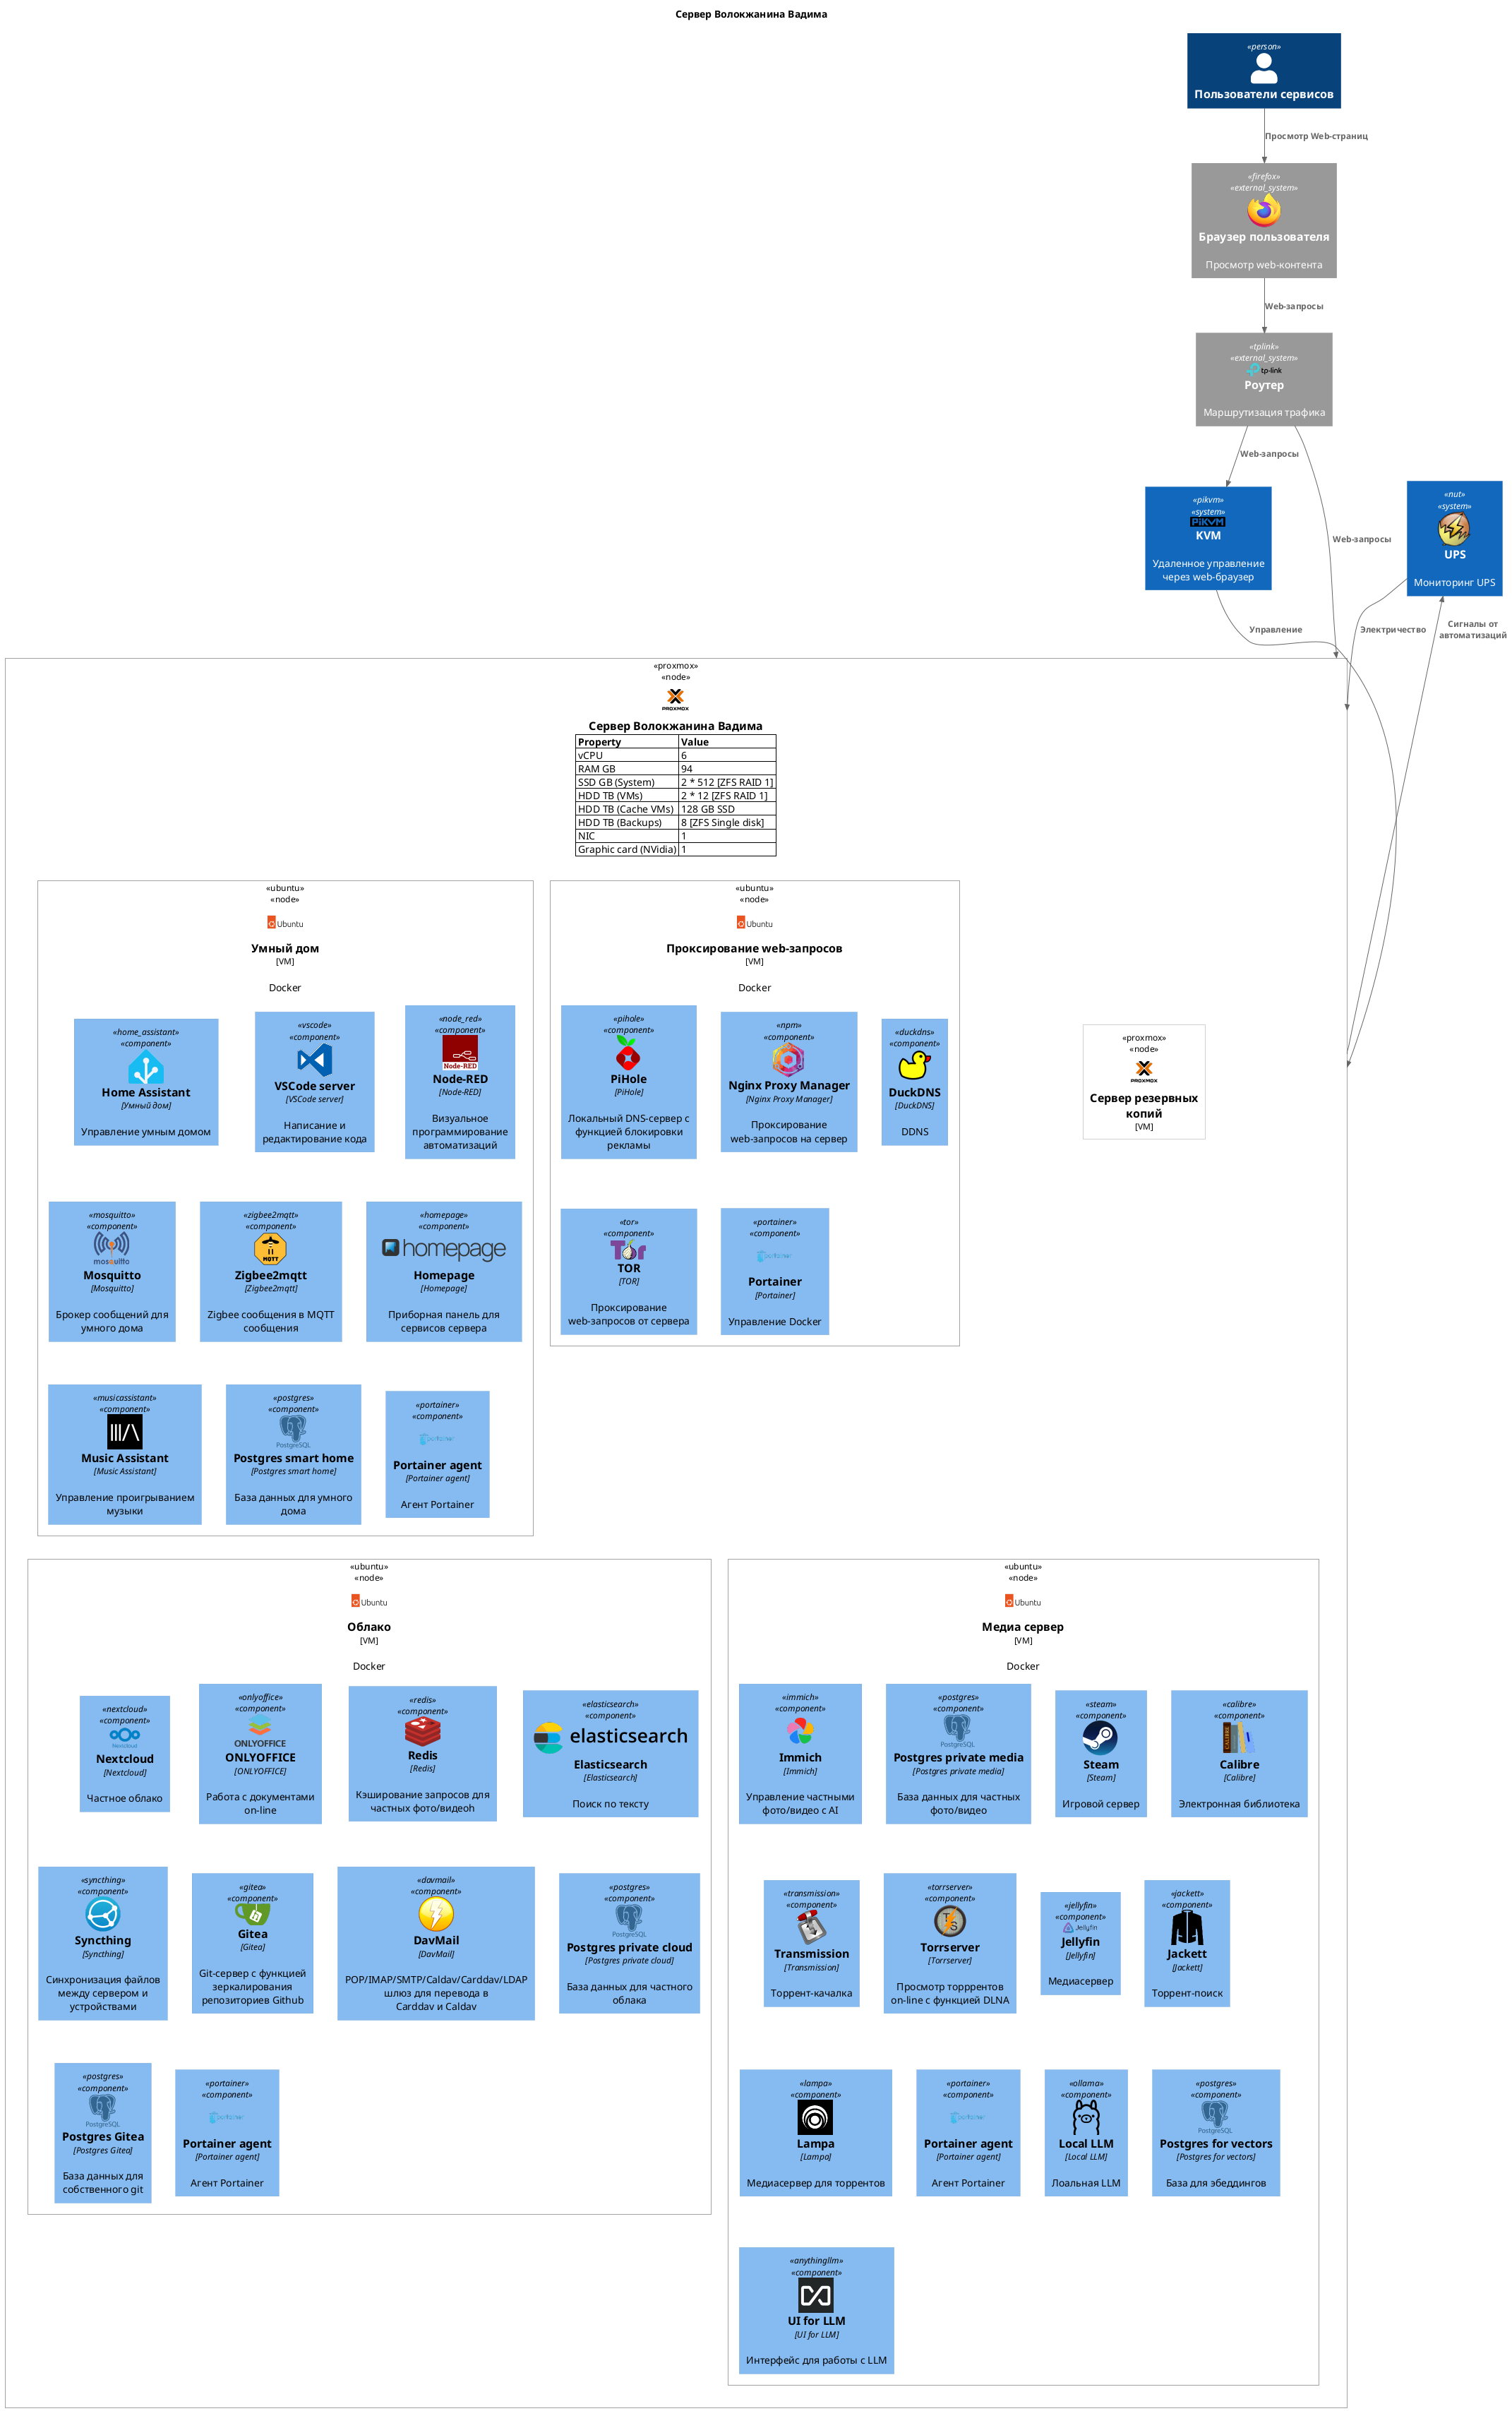 Сервер Волокжанина Вадима
«person»
Пользователи сервисов
Просмотр Web-страниц
«firefox»
«external_system»
Браузер пользователя
Просмотр web-контента
Web-запросы
«tplink»
«external_system»
tp-link
Роутер
Маршрутизация трафика
Web-запросы
Web-запросы
«pikvm»
«system»
PiKVM
KVM
Удаленное управление
через web-браузер
«nut»
«system»
UPS
Мониторинг UPS
Управление
Электричество
Сигналы от
автоматизаций
«proxmox»
«node»
PROXMOX
Сервер Волокжанина Вадима
Property Value
vCPU 6
RAM GB 94
SSD GB (System) 2 * 512 [ZFS RAID 1]
HDD TB (VMs) 2 * 12 [ZFS RAID 1]
HDD TB (Cache VMs) 128 GB SSD
HDD TB (Backups) 8 [ZFS Single disk]
NIC 1
Graphic card (NVidia) 1
«ubuntu»
«node»
Ubuntu
Умный дом
[VM]
Docker
«home_assistant»
«component»
Home Assistant
[Умный дом]
Управление умным домом
«vscode»
«component»
VSCode server
[VSCode server]
Написание и
редактирование кода
«node_red»
«component»
Node-RED
Node-RED
[Node-RED]
Визуальное
программирование
автоматизаций
«mosquitto»
«component»
mosquitto
Mosquitto
[Mosquitto]
Брокер сообщений для
умного дома
«zigbee2mqtt»
«component»
MQTT
Zigbee2mqtt
[Zigbee2mqtt]
Zigbee сообщения в MQTT
сообщения
«homepage»
«component»
homepage
Homepage
[Homepage]
Приборная панель для
сервисов сервера
«musicassistant»
«component»
Music Assistant
[Music Assistant]
Управление проигрыванием
музыки
«postgres»
«component»
PostgreSQL
Postgres smart home
[Postgres smart home]
База данных для умного
дома
«portainer»
«component»
portainer
Portainer agent
[Portainer agent]
Агент Portainer
«ubuntu»
«node»
Ubuntu
Проксирование web-запросов
[VM]
Docker
«pihole»
«component»
PiHole
[PiHole]
Локальный DNS-сервер с
функцией блокировки
рекламы
«npm»
«component»
Nginx Proxy Manager
[Nginx Proxy Manager]
Проксирование
web-запросов на сервер
«duckdns»
«component»
DuckDNS
[DuckDNS]
DDNS
«tor»
«component»
Tor
TOR
[TOR]
Проксирование
web-запросов от сервера
«portainer»
«component»
portainer
Portainer
[Portainer]
Управление Docker
«proxmox»
«node»
PROXMOX
Сервер резервных
копий
[VM]
«ubuntu»
«node»
Ubuntu
Облако
[VM]
Docker
«nextcloud»
«component»
Nextcloud
Nextcloud
[Nextcloud]
Частное облако
«onlyoffice»
«component»
ONLYOFFICE
ONLYOFFICE
[ONLYOFFICE]
Работа с документами
on-line
«redis»
«component»
Redis
[Redis]
Кэширование запросов для
частных фото/видеоh
«elasticsearch»
«component»
elasticsearch
Elasticsearch
[Elasticsearch]
Поиск по тексту
«syncthing»
«component»
Syncthing
[Syncthing]
Синхронизация файлов
между сервером и
устройствами
«gitea»
«component»
Gitea
[Gitea]
Git-сервер с функцией
зеркалирования
репозиториев Github
«davmail»
«component»
DavMail
[DavMail]
POP/IMAP/SMTP/Caldav/Carddav/LDAP
шлюз для перевода в
Carddav и Caldav
«postgres»
«component»
PostgreSQL
Postgres private cloud
[Postgres private cloud]
База данных для частного
облака
«postgres»
«component»
PostgreSQL
Postgres Gitea
[Postgres Gitea]
База данных для
собственного git
«portainer»
«component»
portainer
Portainer agent
[Portainer agent]
Агент Portainer
«ubuntu»
«node»
Ubuntu
Медиа сервер
[VM]
Docker
«immich»
«component»
Immich
[Immich]
Управление частными
фото/видео с AI
«postgres»
«component»
PostgreSQL
Postgres private media
[Postgres private media]
База данных для частных
фото/видео
«steam»
«component»
Steam
[Steam]
Игровой сервер
«calibre»
«component»
CALIBRE
Calibre
[Calibre]
Электронная библиотека
«transmission»
«component»
Transmission
[Transmission]
Торрент-качалка
«torrserver»
«component»
TS
Torrserver
[Torrserver]
Просмотр торррентов
on-line с функцией DLNA
«jellyfin»
«component»
Jellyfin
Jellyfin
[Jellyfin]
Медиасервер
«jackett»
«component»
Jackett
[Jackett]
Торрент-поиск
«lampa»
«component»
Lampa
[Lampa]
Медиасервер для торрентов
«portainer»
«component»
portainer
Portainer agent
[Portainer agent]
Агент Portainer
«ollama»
«component»
Local LLM
[Local LLM]
Лоальная LLM
«postgres»
«component»
PostgreSQL
Postgres for vectors
[Postgres for vectors]
База для эбеддингов
«anythingllm»
«component»
UI for LLM
[UI for LLM]
Интерфейс для работы с LLM